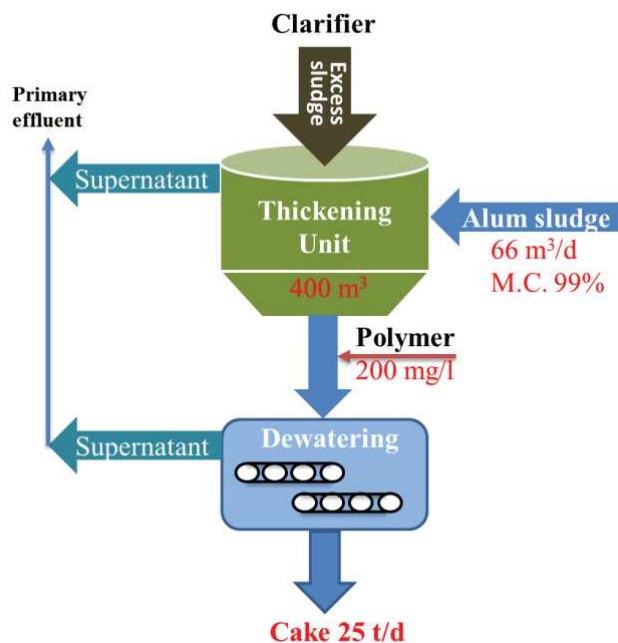 Clarifier
Excess
sludge
Primary
effluent
Supernatant
Thickening
Unit
Alum sludge
66 m³/d
M.C. 99%
400 m³
Polymer
200 mg/l
Supernatant
Dewatering
Cake 25 t/d